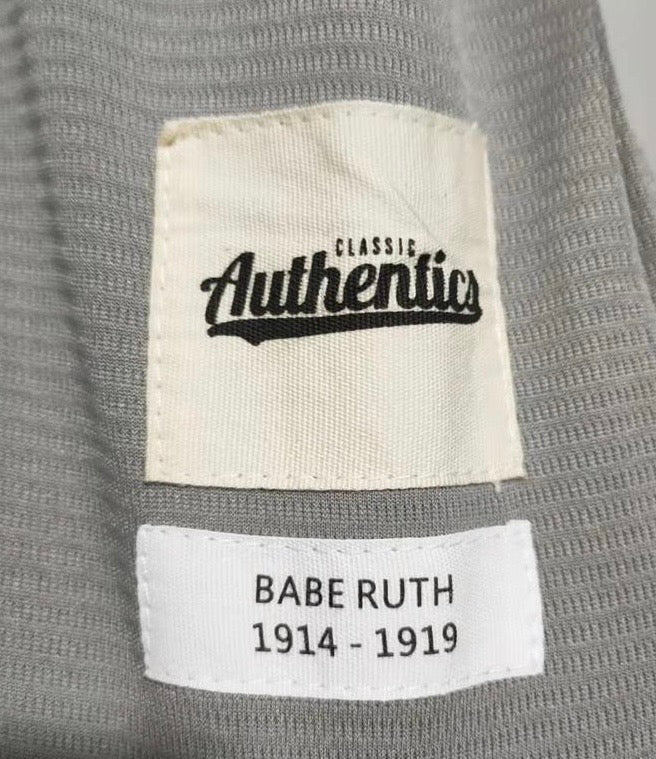 CLASSIC
Authentics
BABE RUTH
1914 - 1919